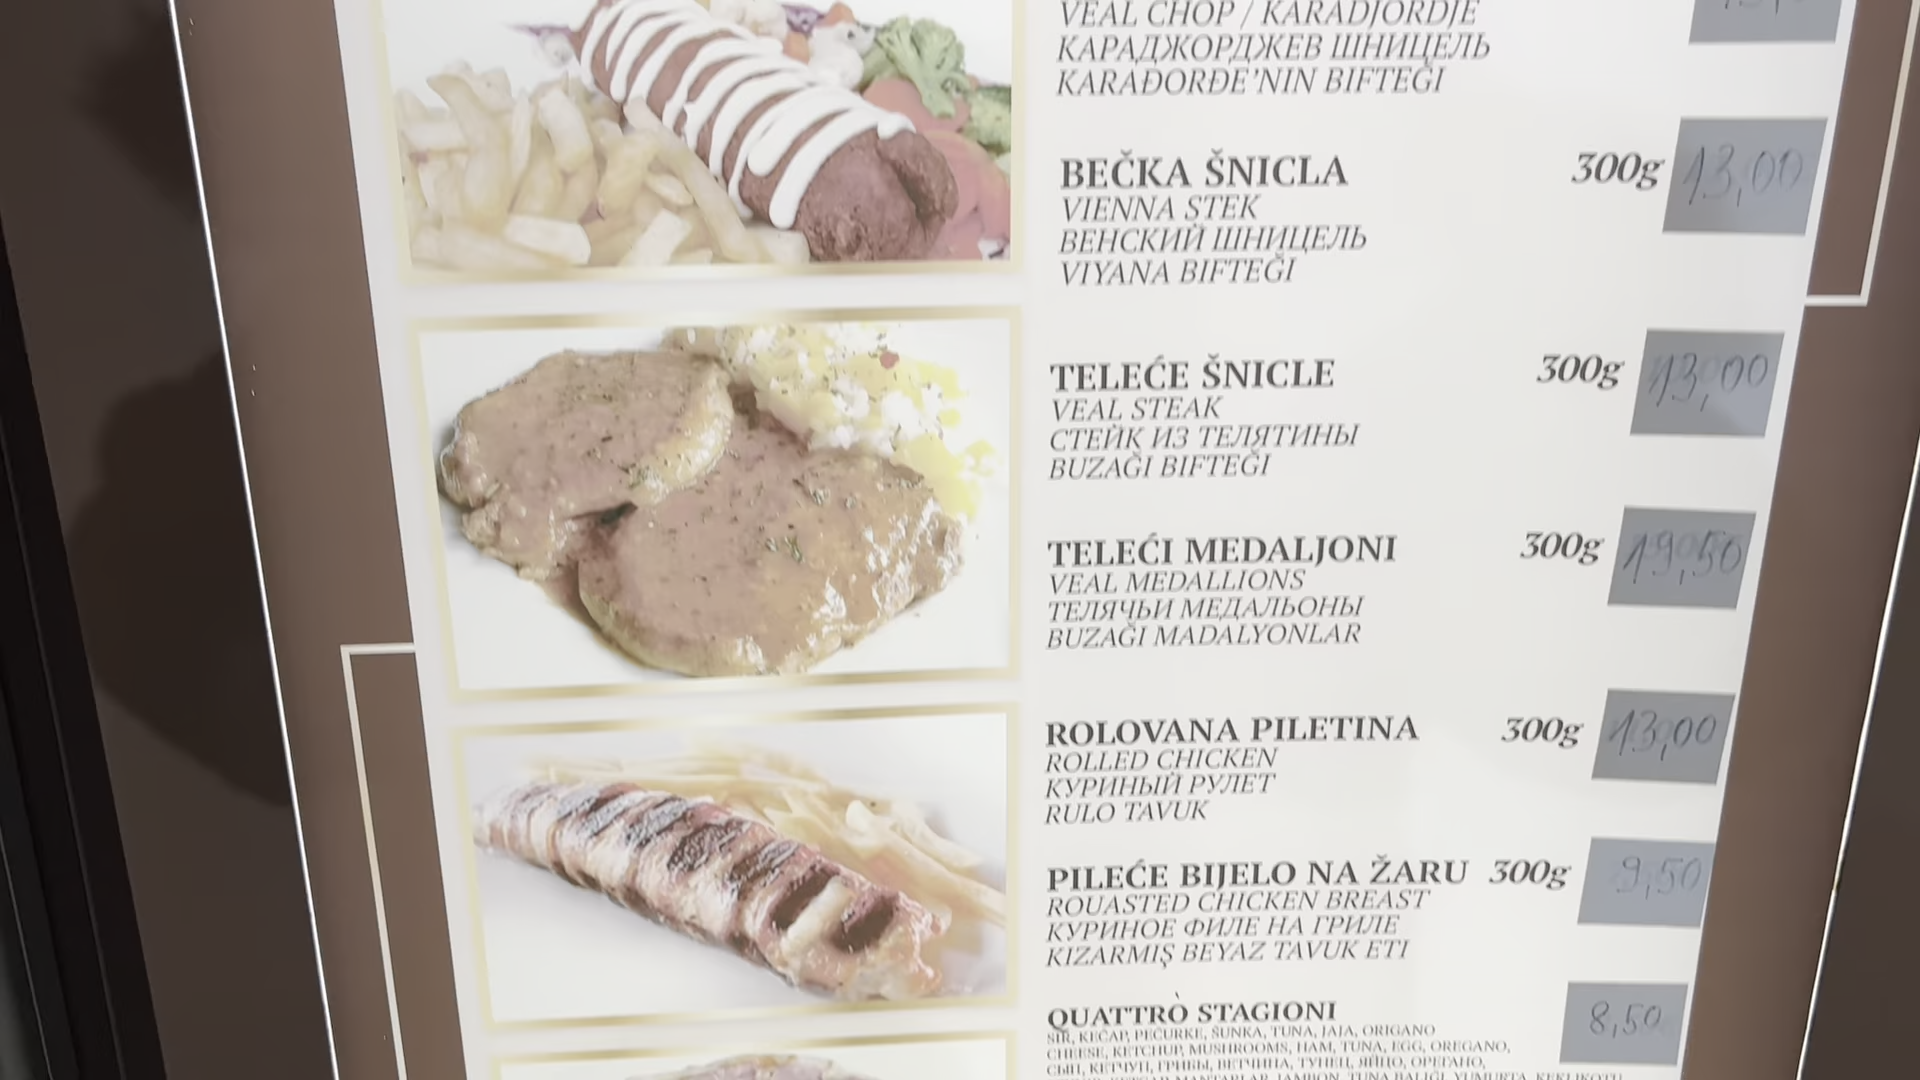 VEAL CHOP / KARADJORDJE
КАРАДЖОРДЖЕВ ШНИЦЕЛЬ
KARAĐORĐE'NIN BIFTEĞI
BEČKA ŠNICLA 300g 13,00
VIENNA STEK
ВЕНСКИЙ ШНИЦЕЛЬ
VIYANA BIFTEĞI
TELEĆE ŠNICLE 300g 13,00
VEAL STEAK
СТЕЙК ИЗ ТЕЛЯТИНЫ
BUZAĞI BIFTEĞI
TELEĆI MEDALJONI 300g 19,50
VEAL MEDALLIONS
ТЕЛЯЧЬИ МЕДАЛЬОНЫ
BUZAĞI MADALYONLAR
ROLOVANA PILETINA 300g 13,00
ROLLED CHICKEN
КУРИНЫЙ РУЛЕТ
RULO TAVUK
PILEĆE BIJELO NA ŽARU 300g 9,50
ROUASTED CHICKEN BREAST
КУРИНОЕ ФИЛЕ НА ГРИЛЕ
KIZARMIŞ BEYAZ TAVUK ETI
QUATTRÒ STAGIONI 8,50
SIR, KEČAP, PEČURKE, ŠUNKA, TUNA, JAJA, ORIGANO
CHEESE, KETCHUP, MUSHROOMS, HAM, TUNA, EGG, OREGANO,
СЫП, КЕТЧУП, ГРИБЫ, ВЕТЧИНА, ТУНЕЦ, ЯЙЦО, ОРЕГАНО,